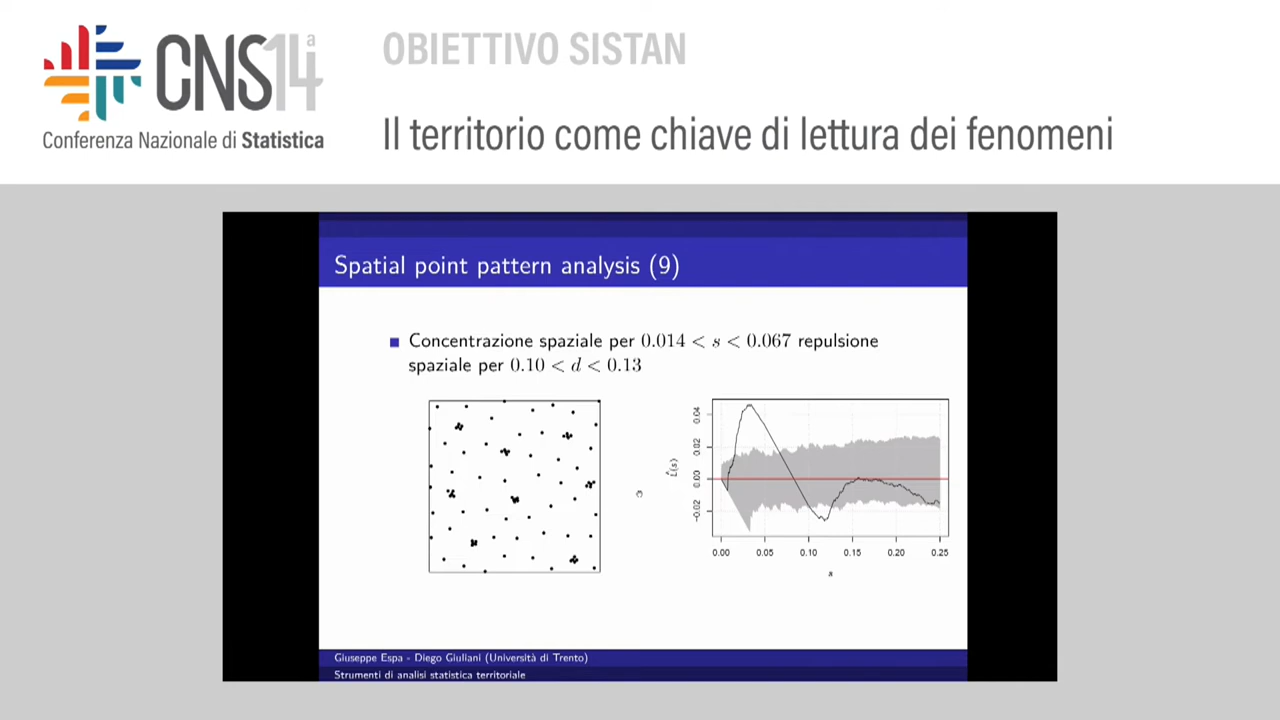 CNS14ª
Conferenza Nazionale di Statistica
OBIETTIVO SISTAN
Il territorio come chiave di lettura dei fenomeni
Spatial point pattern analysis (9)
Concentrazione spaziale per 0.014 < s < 0.067 repulsione
spaziale per 0.10 < d < 0.13
0.04
0.02
0.00
-0.02
L̂(s)
0.00 0.05 0.10 0.15 0.20 0.25
s
Giuseppe Espa - Diego Giuliani (Università di Trento)
Strumenti di analisi statistica territoriale